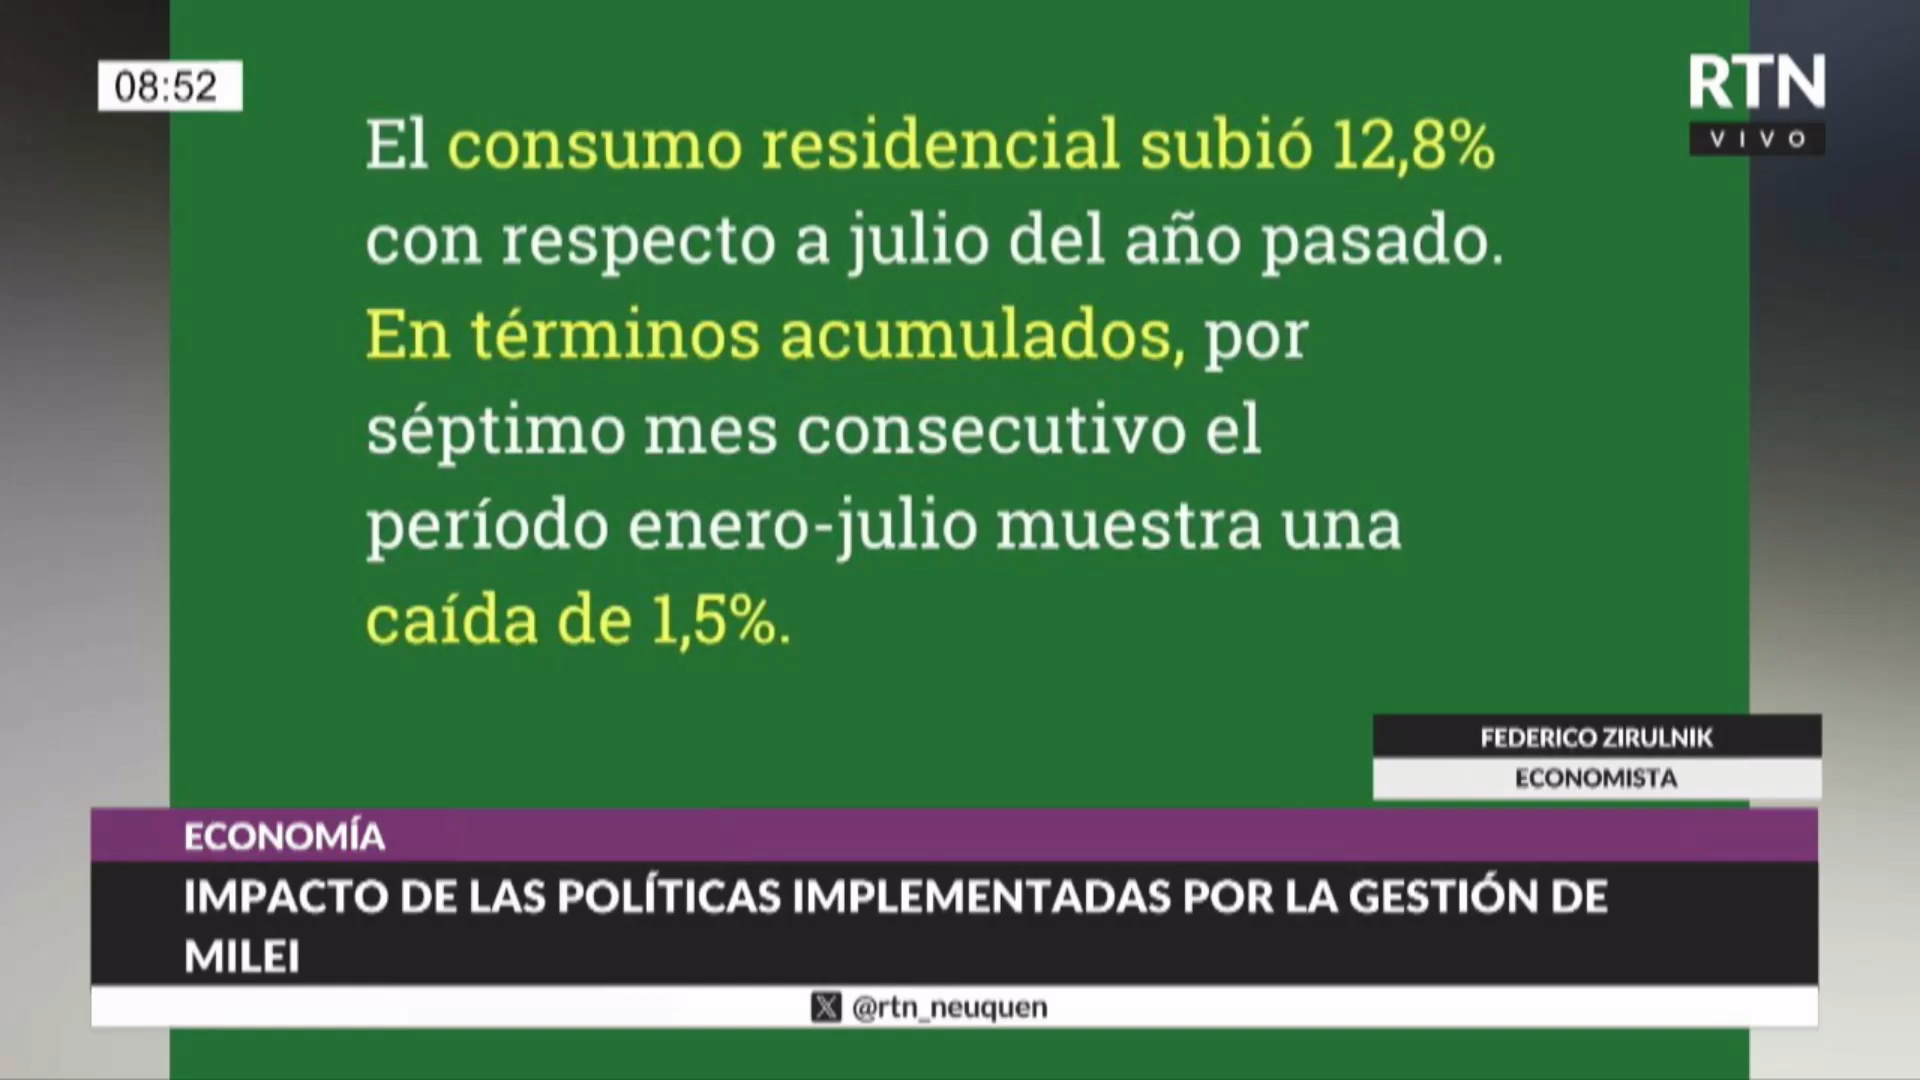 08:52
RTN
VIVO
El consumo residencial subió 12,8%
con respecto a julio del año pasado.
En términos acumulados, por
séptimo mes consecutivo el
período enero-julio muestra una
caída de 1,5%.
FEDERICO ZIRULNIK
ECONOMISTA
ECONOMÍA
IMPACTO DE LAS POLÍTICAS IMPLEMENTADAS POR LA GESTIÓN DE
MILEI
@rtn_neuquen